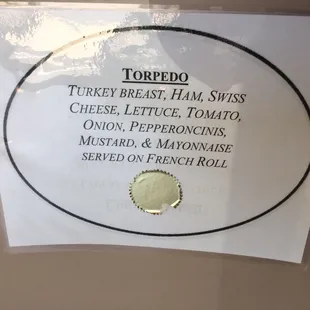 TORPEDO
TURKEY BREAST, HAM, SWISS
CHEESE, LETTUCE, TOMATO,
ONION, PEPPERONCINIS,
MUSTARD, & MAYONNAISE
SERVED ON FRENCH ROLL